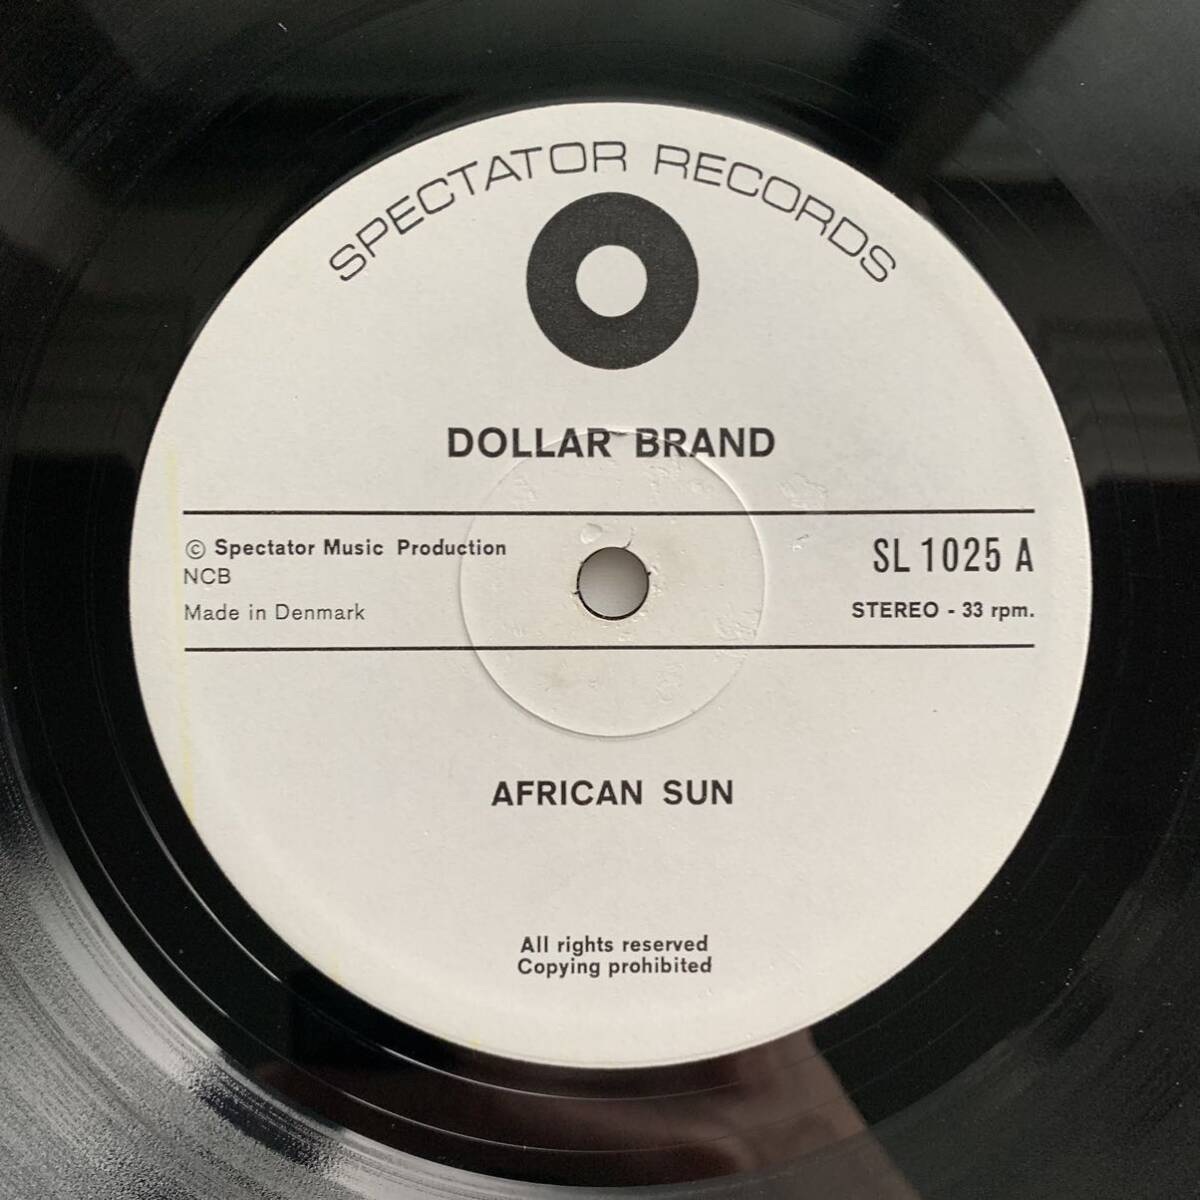 SPECTATOR RECORDS
DOLLAR BRAND
© Spectator Music Production
NCB
Made in Denmark
SL 1025 A
STEREO - 33 rpm.
AFRICAN SUN
All rights reserved
Copying prohibited